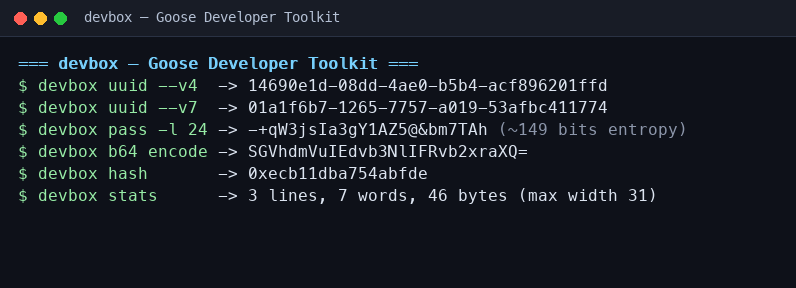 devbox — Goose Developer Toolkit
=== devbox — Goose Developer Toolkit ===
$ devbox uuid --v4 -> 14690e1d-08dd-4ae0-b5b4-acf896201ffd
$ devbox uuid --v7 -> 01a1f6b7-1265-7757-a019-53afbc411774
$ devbox pass -l 24 -> -+qW3jsIa3gY1AZ5@&bm7TAh (~149 bits entropy)
$ devbox b64 encode -> SGVhdmVuIEdvb3NlIFRvb2xraXQ=
$ devbox hash -> 0xecb11dba754abfde
$ devbox stats -> 3 lines, 7 words, 46 bytes (max width 31)